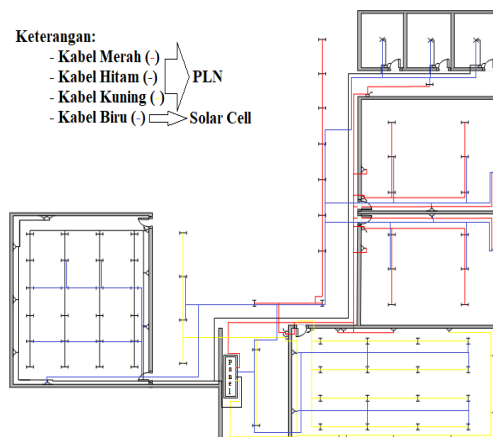 Keterangan:
- Kabel Merah (-)
- Kabel Hitam (-)
PLN
- Kabel Kuning (-)
- Kabel Biru (-)
Solar Cell
Panel